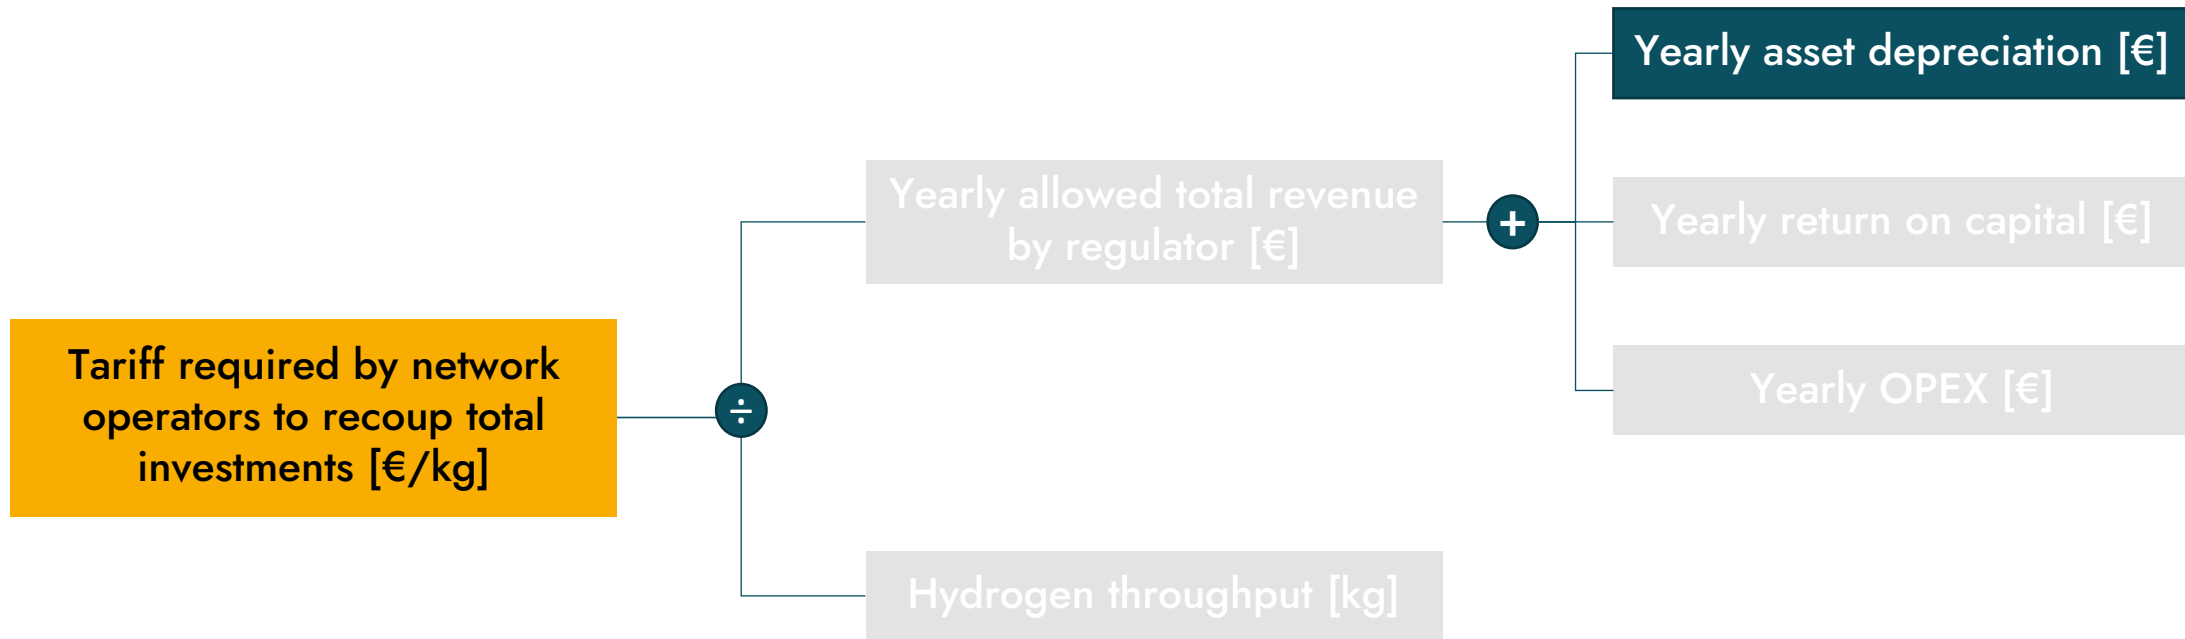 Tariff required by network
operators to recoup total
investments [€/kg]
÷
Yearly allowed total revenue
by regulator [€]
Hydrogen throughput [kg]
+
Yearly asset depreciation [€]
Yearly return on capital [€]
Yearly OPEX [€]